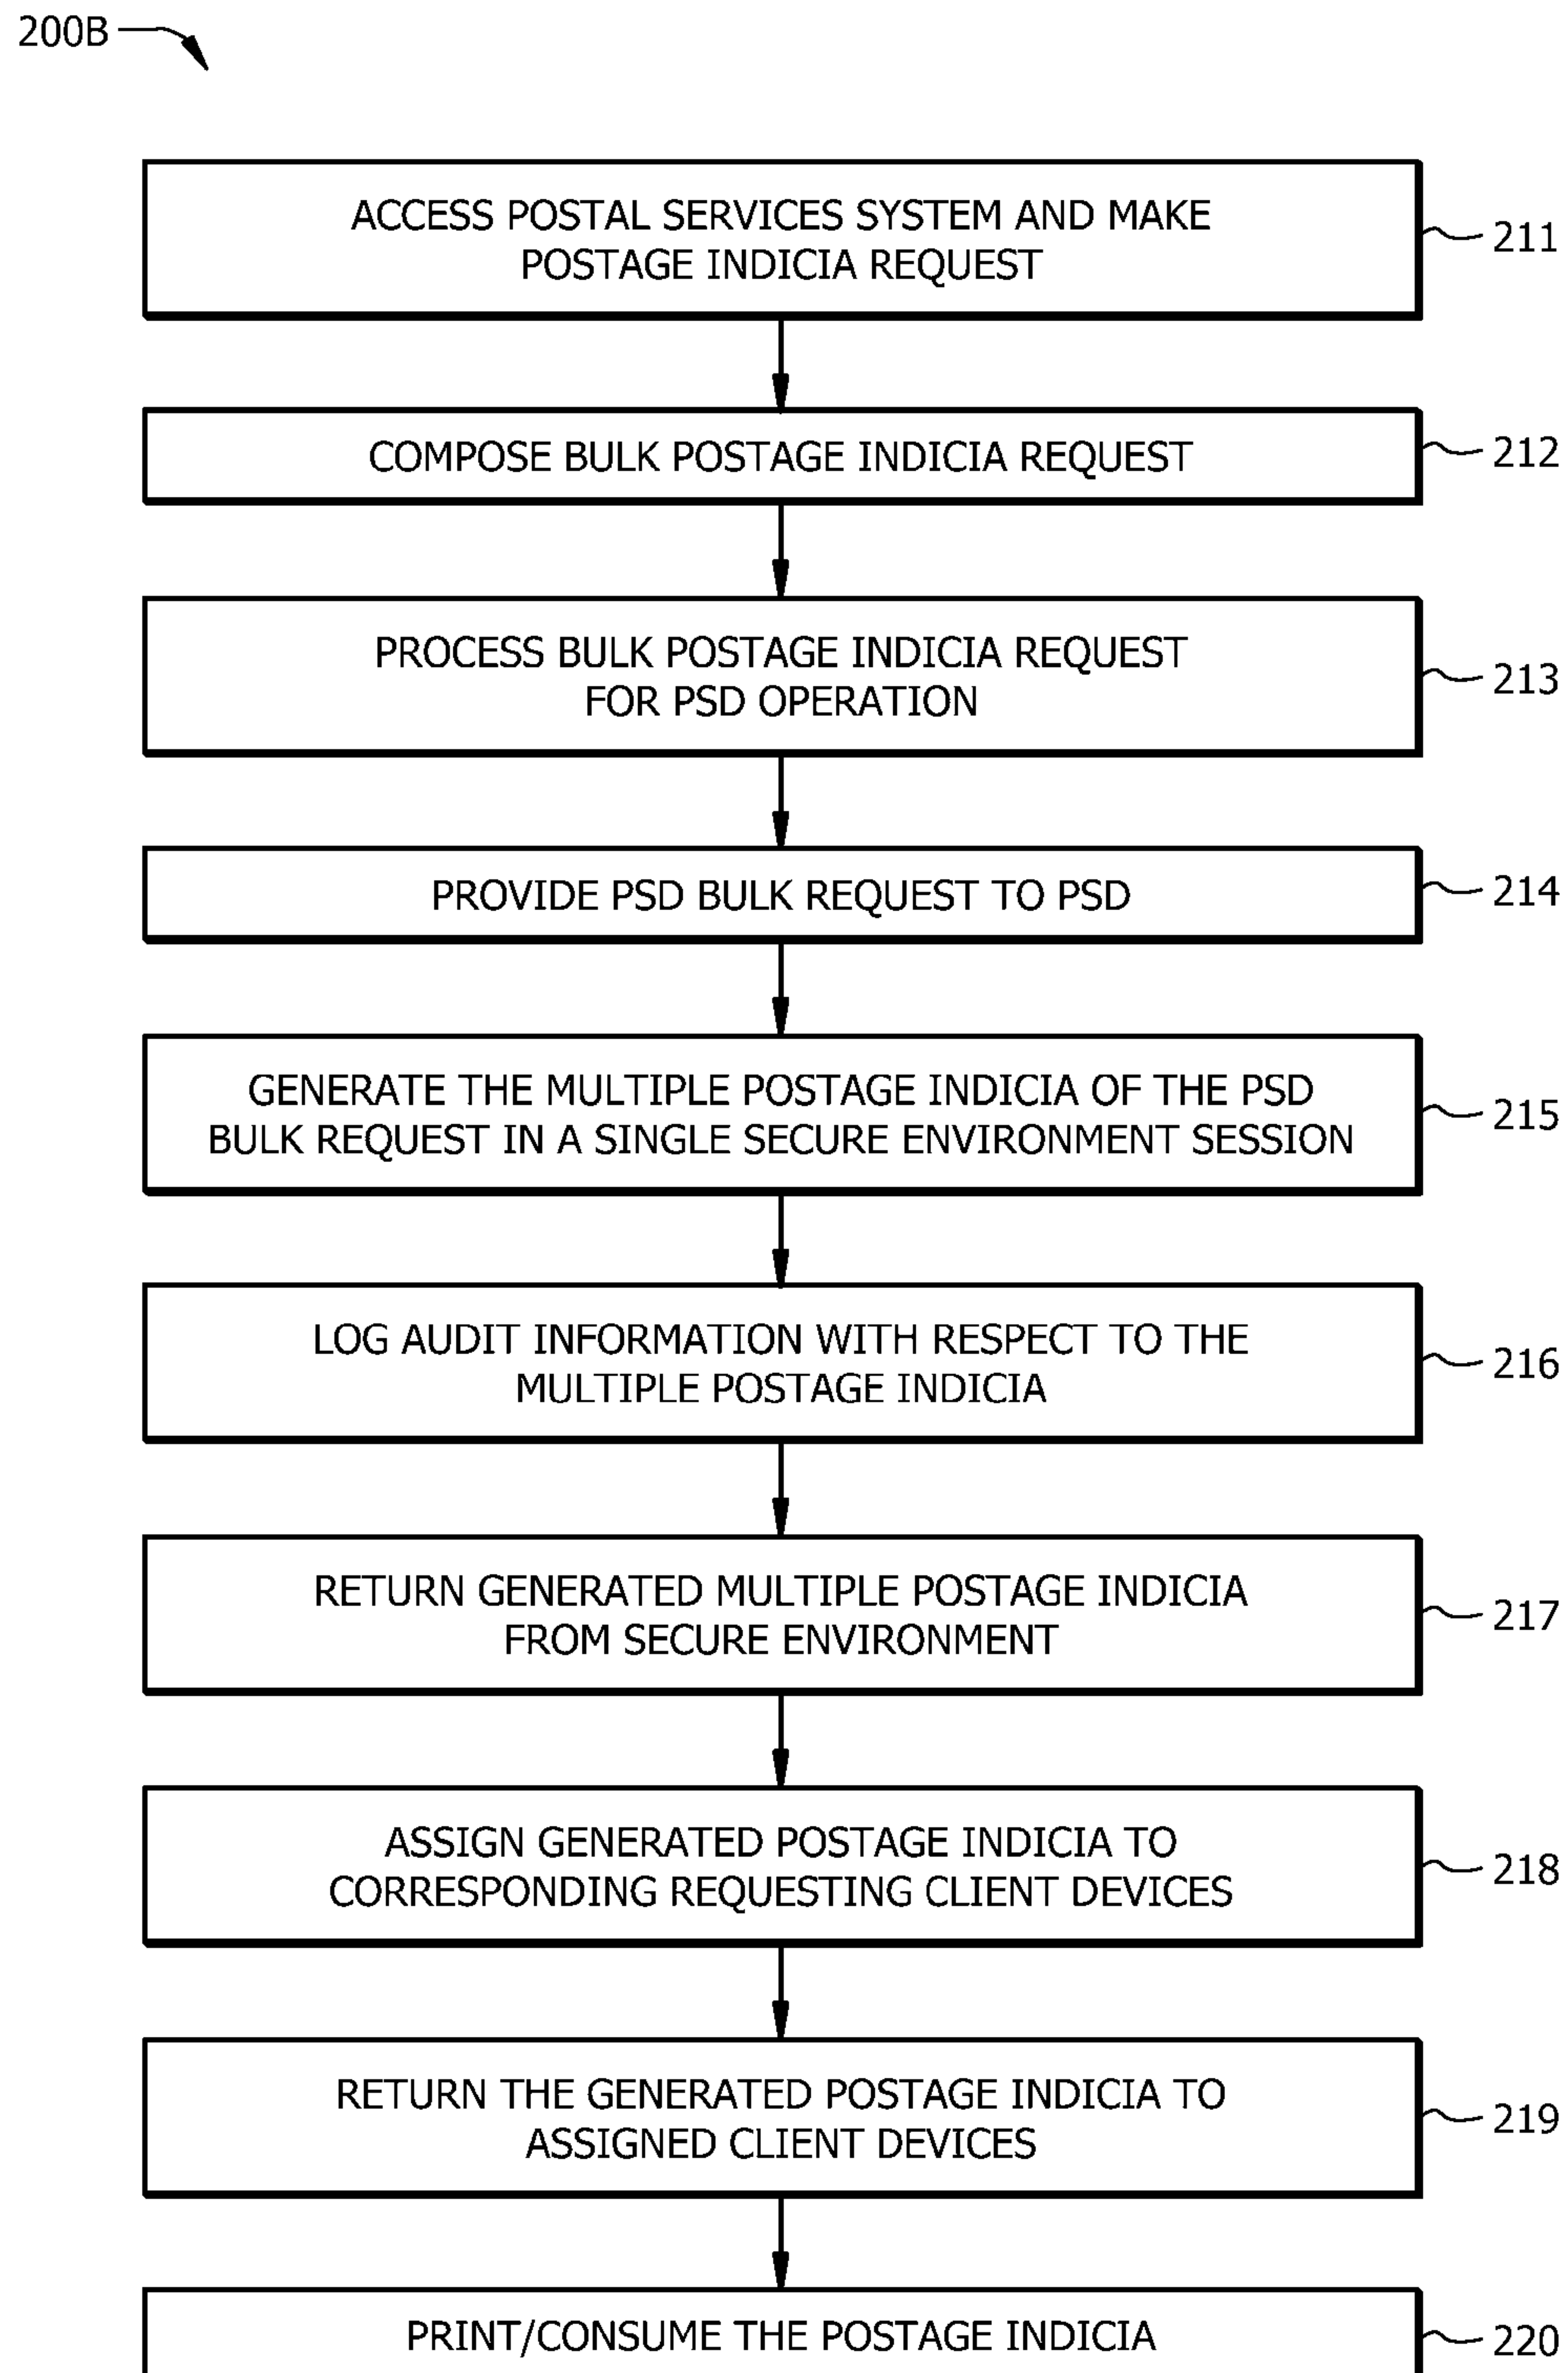 200B
ACCESS POSTAL SERVICES SYSTEM AND MAKE
POSTAGE INDICIA REQUEST
211
COMPOSE BULK POSTAGE INDICIA REQUEST
212
PROCESS BULK POSTAGE INDICIA REQUEST
FOR PSD OPERATION
213
PROVIDE PSD BULK REQUEST TO PSD
214
GENERATE THE MULTIPLE POSTAGE INDICIA OF THE PSD
BULK REQUEST IN A SINGLE SECURE ENVIRONMENT SESSION
215
LOG AUDIT INFORMATION WITH RESPECT TO THE
MULTIPLE POSTAGE INDICIA
216
RETURN GENERATED MULTIPLE POSTAGE INDICIA
FROM SECURE ENVIRONMENT
217
ASSIGN GENERATED POSTAGE INDICIA TO
CORRESPONDING REQUESTING CLIENT DEVICES
218
RETURN THE GENERATED POSTAGE INDICIA TO
ASSIGNED CLIENT DEVICES
219
PRINT/CONSUME THE POSTAGE INDICIA
220